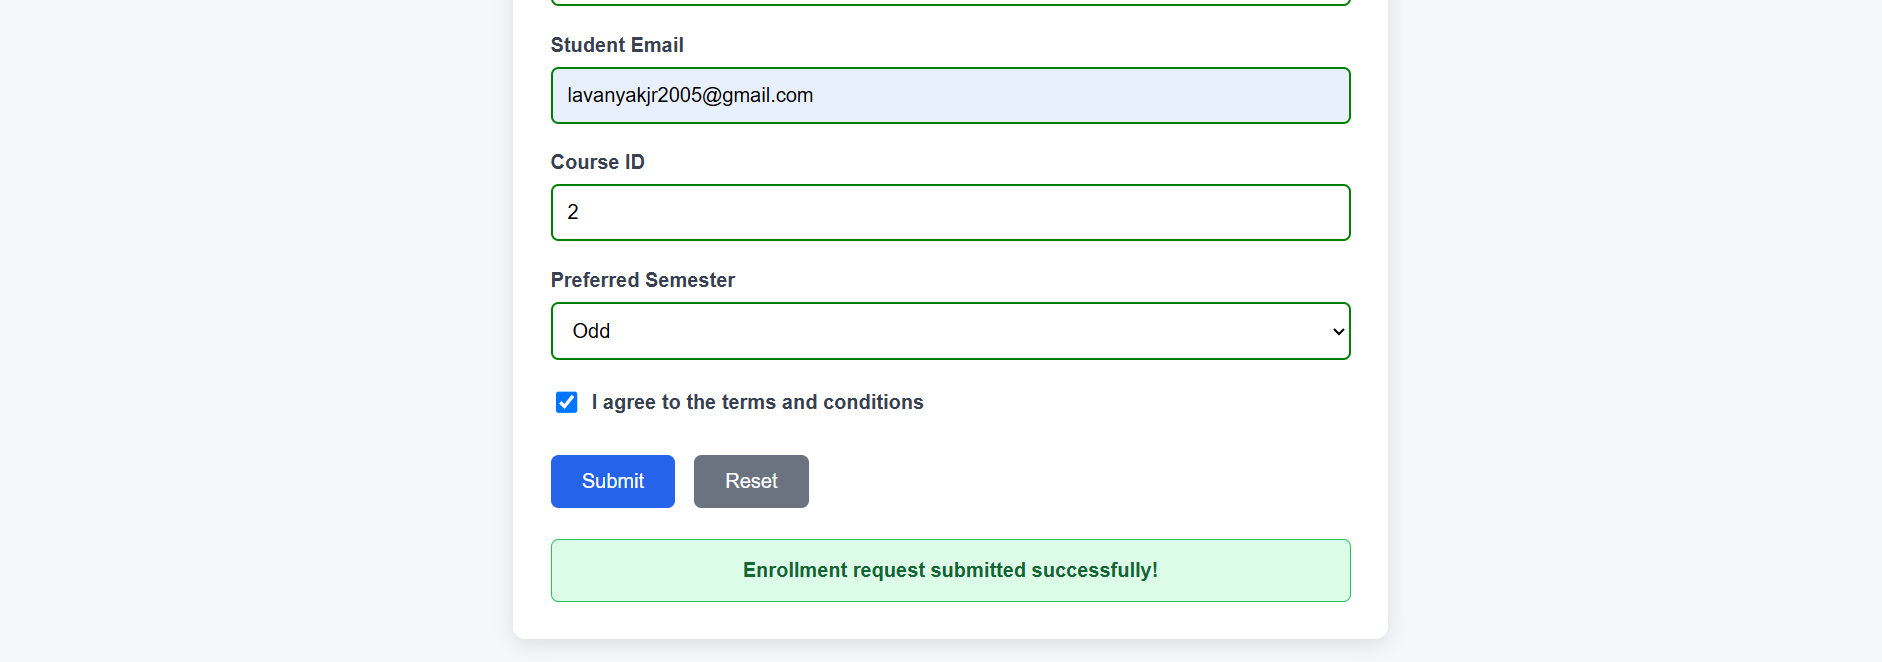 Student Email
lavanyakjr2005@gmail.com
Course ID
2
Preferred Semester
Odd
I agree to the terms and conditions
Submit Reset
Enrollment request submitted successfully!